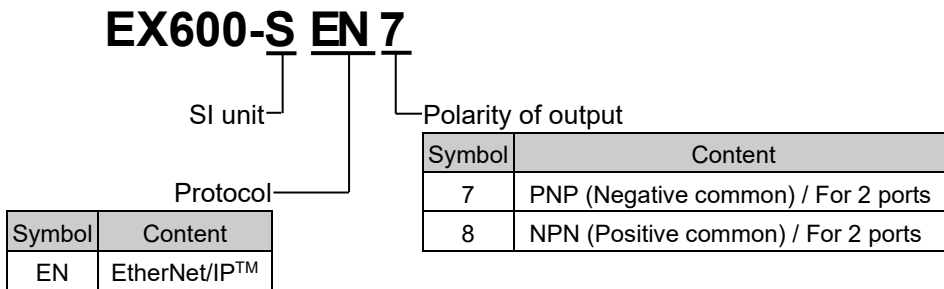 EX600-S EN 7
SI unit
Polarity of output
Symbol Content
7 PNP (Negative common) / For 2 ports
8 NPN (Positive common) / For 2 ports
Protocol
Symbol Content
EN EtherNet/IP™